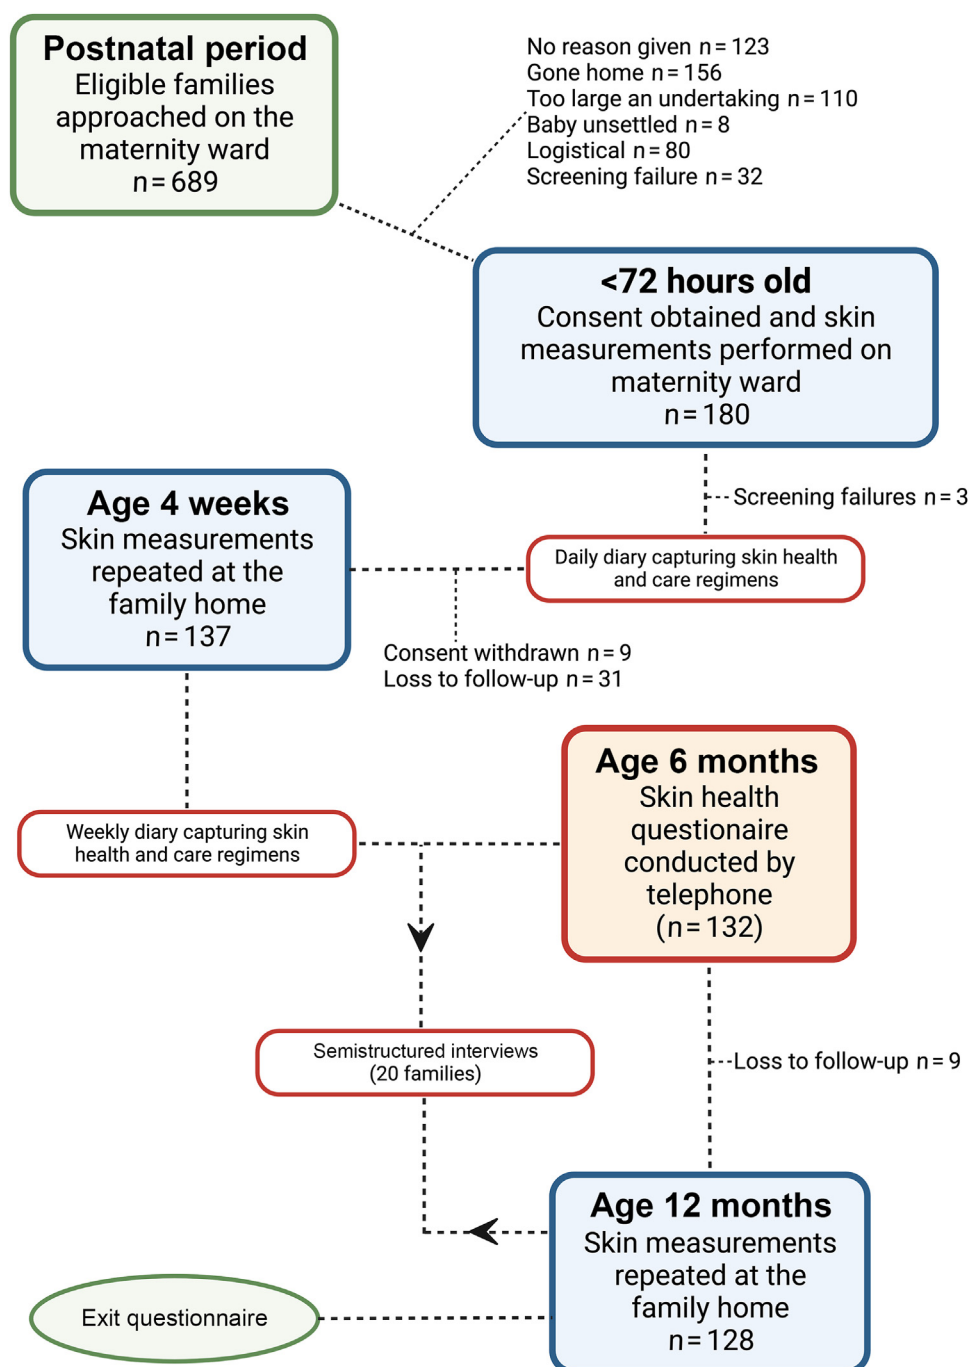 Postnatal period
Eligible families
approached on the
maternity ward
n=689
No reason given n=123
Gone home n=156
Too large an undertaking n=110
Baby unsettled n=8
Logistical n=80
Screening failure n=32
<72 hours old
Consent obtained and skin
measurements performed on
maternity ward
n=180
Screening failures n=3
Daily diary capturing skin health
and care regimens
Age 4 weeks
Skin measurements
repeated at the
family home
n=137
Consent withdrawn n=9
Loss to follow-up n=31
Weekly diary capturing skin
health and care regimens
Age 6 months
Skin health
questionaire
conducted by
telephone
(n=132)
Semistructured interviews
(20 families)
Loss to follow-up n=9
Age 12 months
Skin measurements
repeated at the
family home
n=128
Exit questionnaire